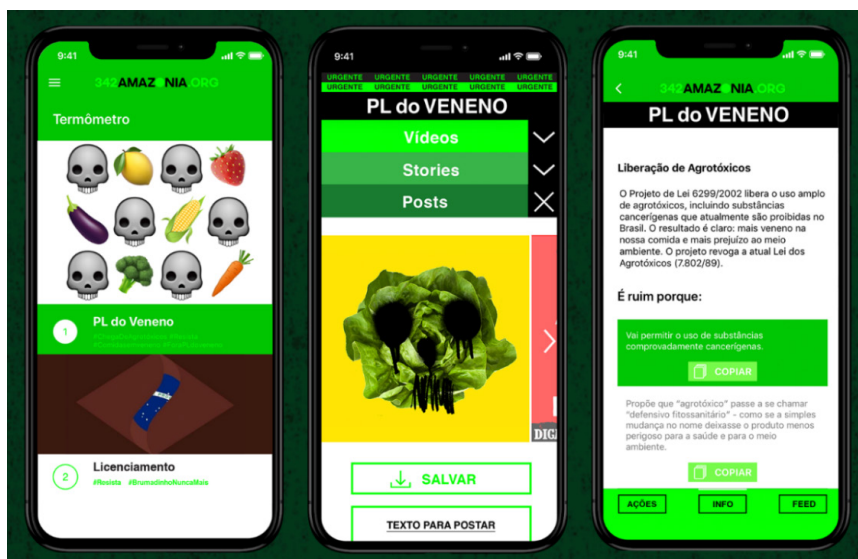 9:41
342AMAZ NIA.ORG
Termômetro
1
PL do Veneno
2
Licenciamento
#Resista #BrumadinhoNuncaMais
9:41
URGENTE URGENTE URGENTE URGENTE URGENTE
URGENTE URGENTE URGENTE URGENTE URGENTE
PL do VENENO
Vídeos
Stories
Posts
DIG
SALVAR
TEXTO PARA POSTAR
9:41
342AMAZ NIA.ORG
PL do VENENO
Liberação de Agrotóxicos
O Projeto de Lei 6299/2002 libera o uso amplo
de agrotóxicos, incluindo substâncias
cancerígenas que atualmente são proibidas no
Brasil. O resultado é claro: mais veneno na
nossa comida e mais prejuízo ao meio
ambiente. O projeto revoga a atual Lei dos
Agrotóxicos (7.802/89).
É ruim porque:
Vai permitir o uso de substâncias
comprovadamente cancerígenas.
COPIAR
Propõe que “agrotóxico” passe a se chamar
“defensivo fitossanitário” - como se a simples
mudança no nome deixasse o produto menos
perigoso para a saúde e para o meio
ambiente.
COPIAR
AÇÕES
INFO
FEED